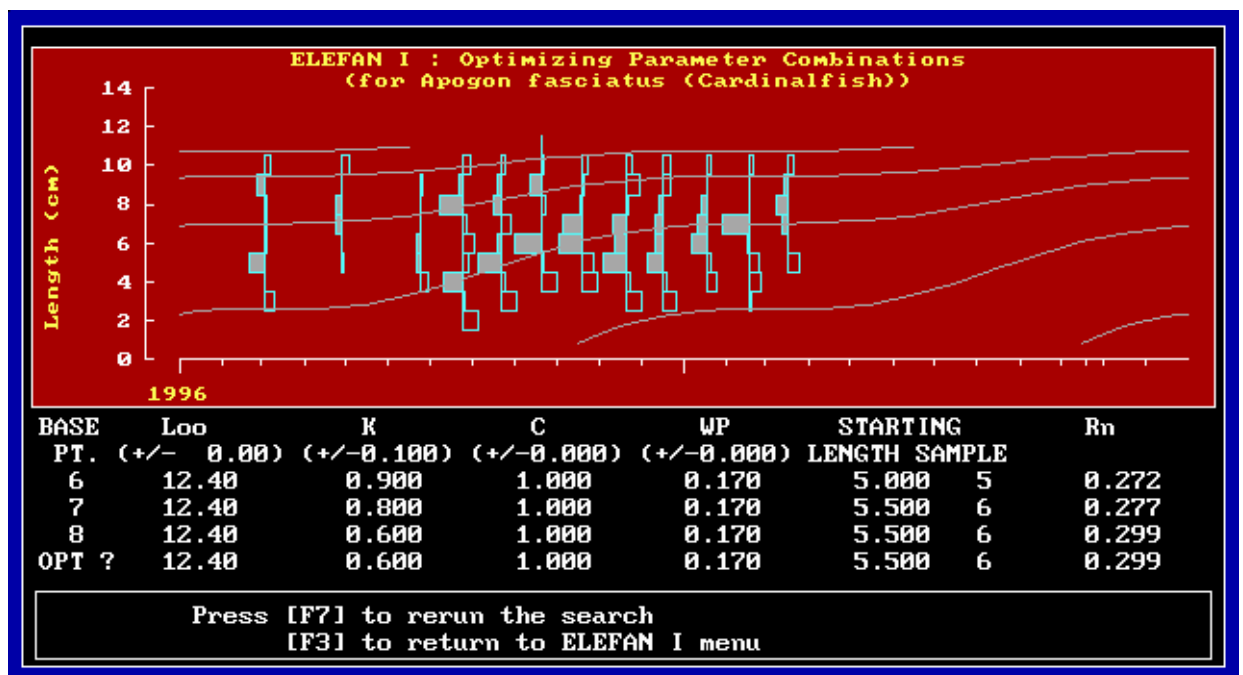 ELEFAN I : Optimizing Parameter Combinations
(for Apogon fasciatus (Cardinalfish))
14
12
10
8
6
4
2
0
Length (cm)
1996
BASE Loo K C WP STARTING Rn
PT. (+/- 0.00) (+/-0.100) (+/-0.000) (+/-0.000) LENGTH SAMPLE
6 12.40 0.900 1.000 0.170 5.000 5 0.272
7 12.40 0.800 1.000 0.170 5.500 6 0.277
8 12.40 0.600 1.000 0.170 5.500 6 0.299
OPT ? 12.40 0.600 1.000 0.170 5.500 6 0.299
Press [F7] to rerun the search
[F3] to return to ELEFAN I menu